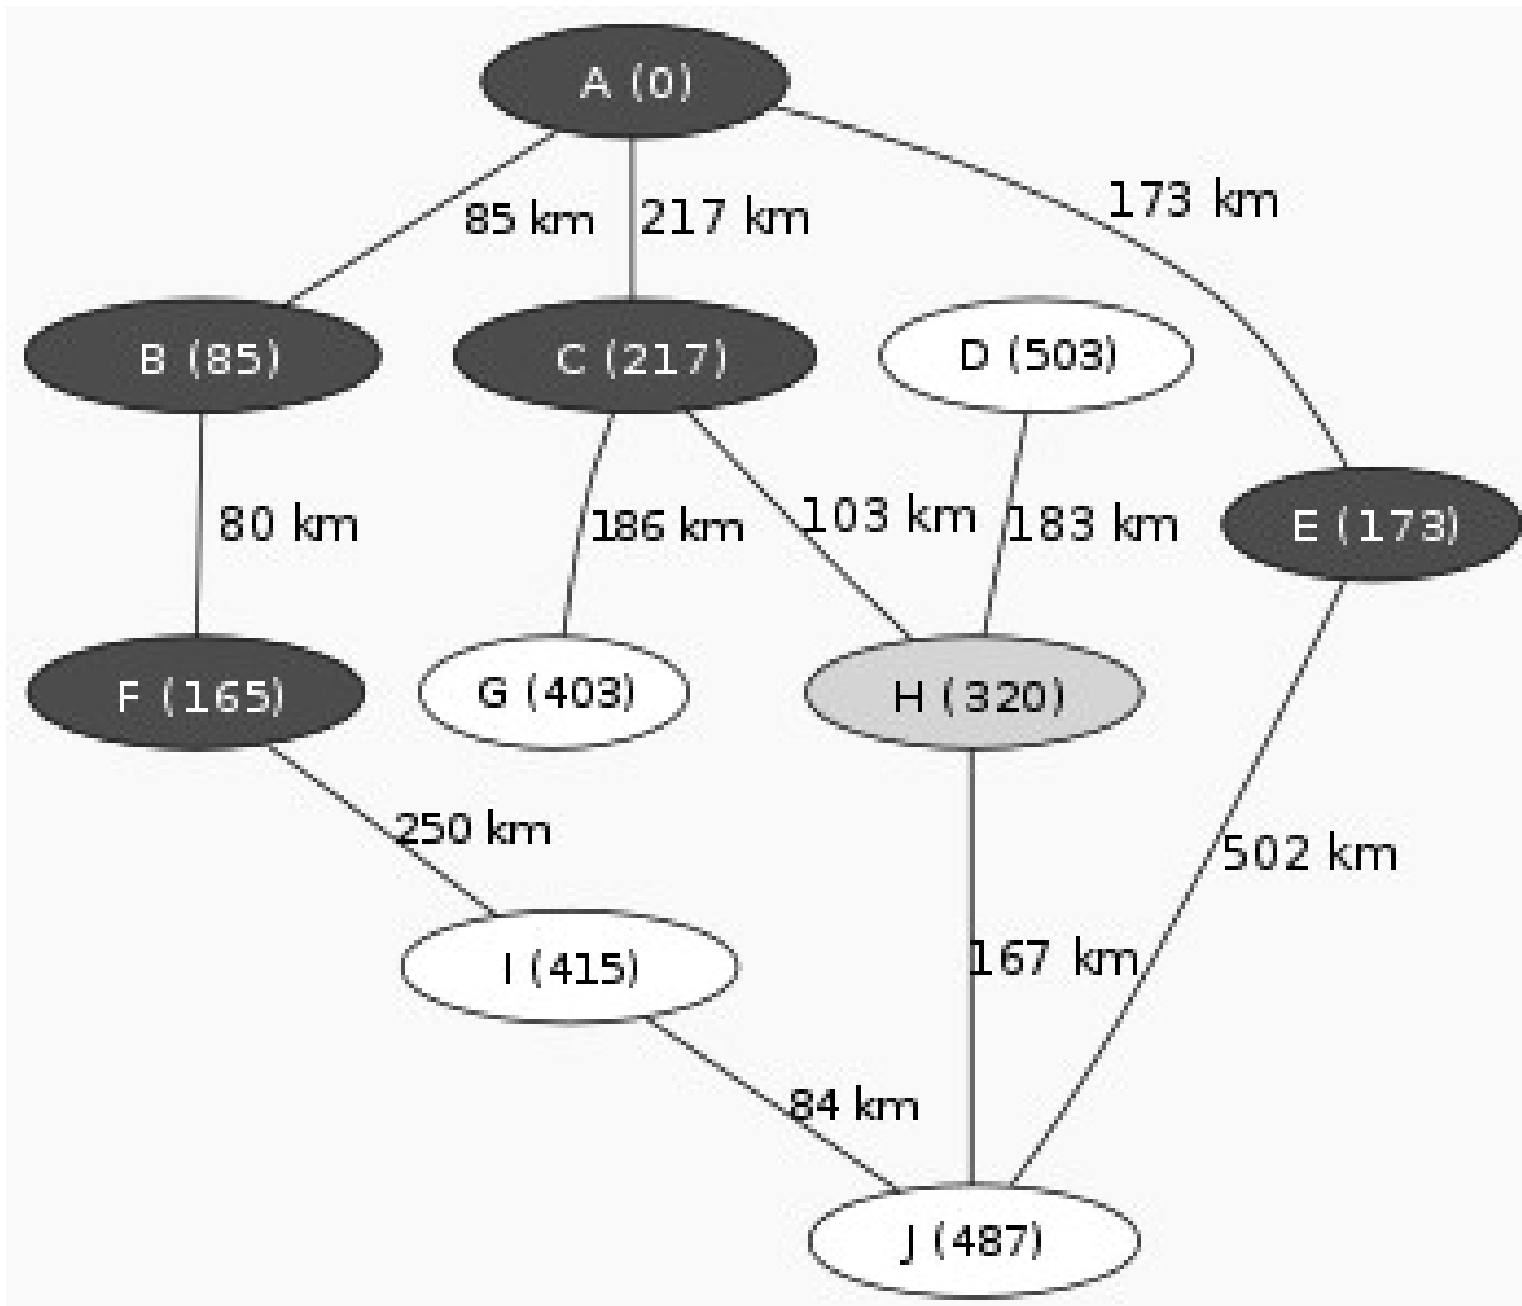 A (0)
173 km
85 km
217 km
B (85)
C (217)
D (503)
80 km
186 km
103 km
183 km
E (173)
F (165)
G (403)
H (320)
250 km
502 km
I (415)
167 km
84 km
J (487)